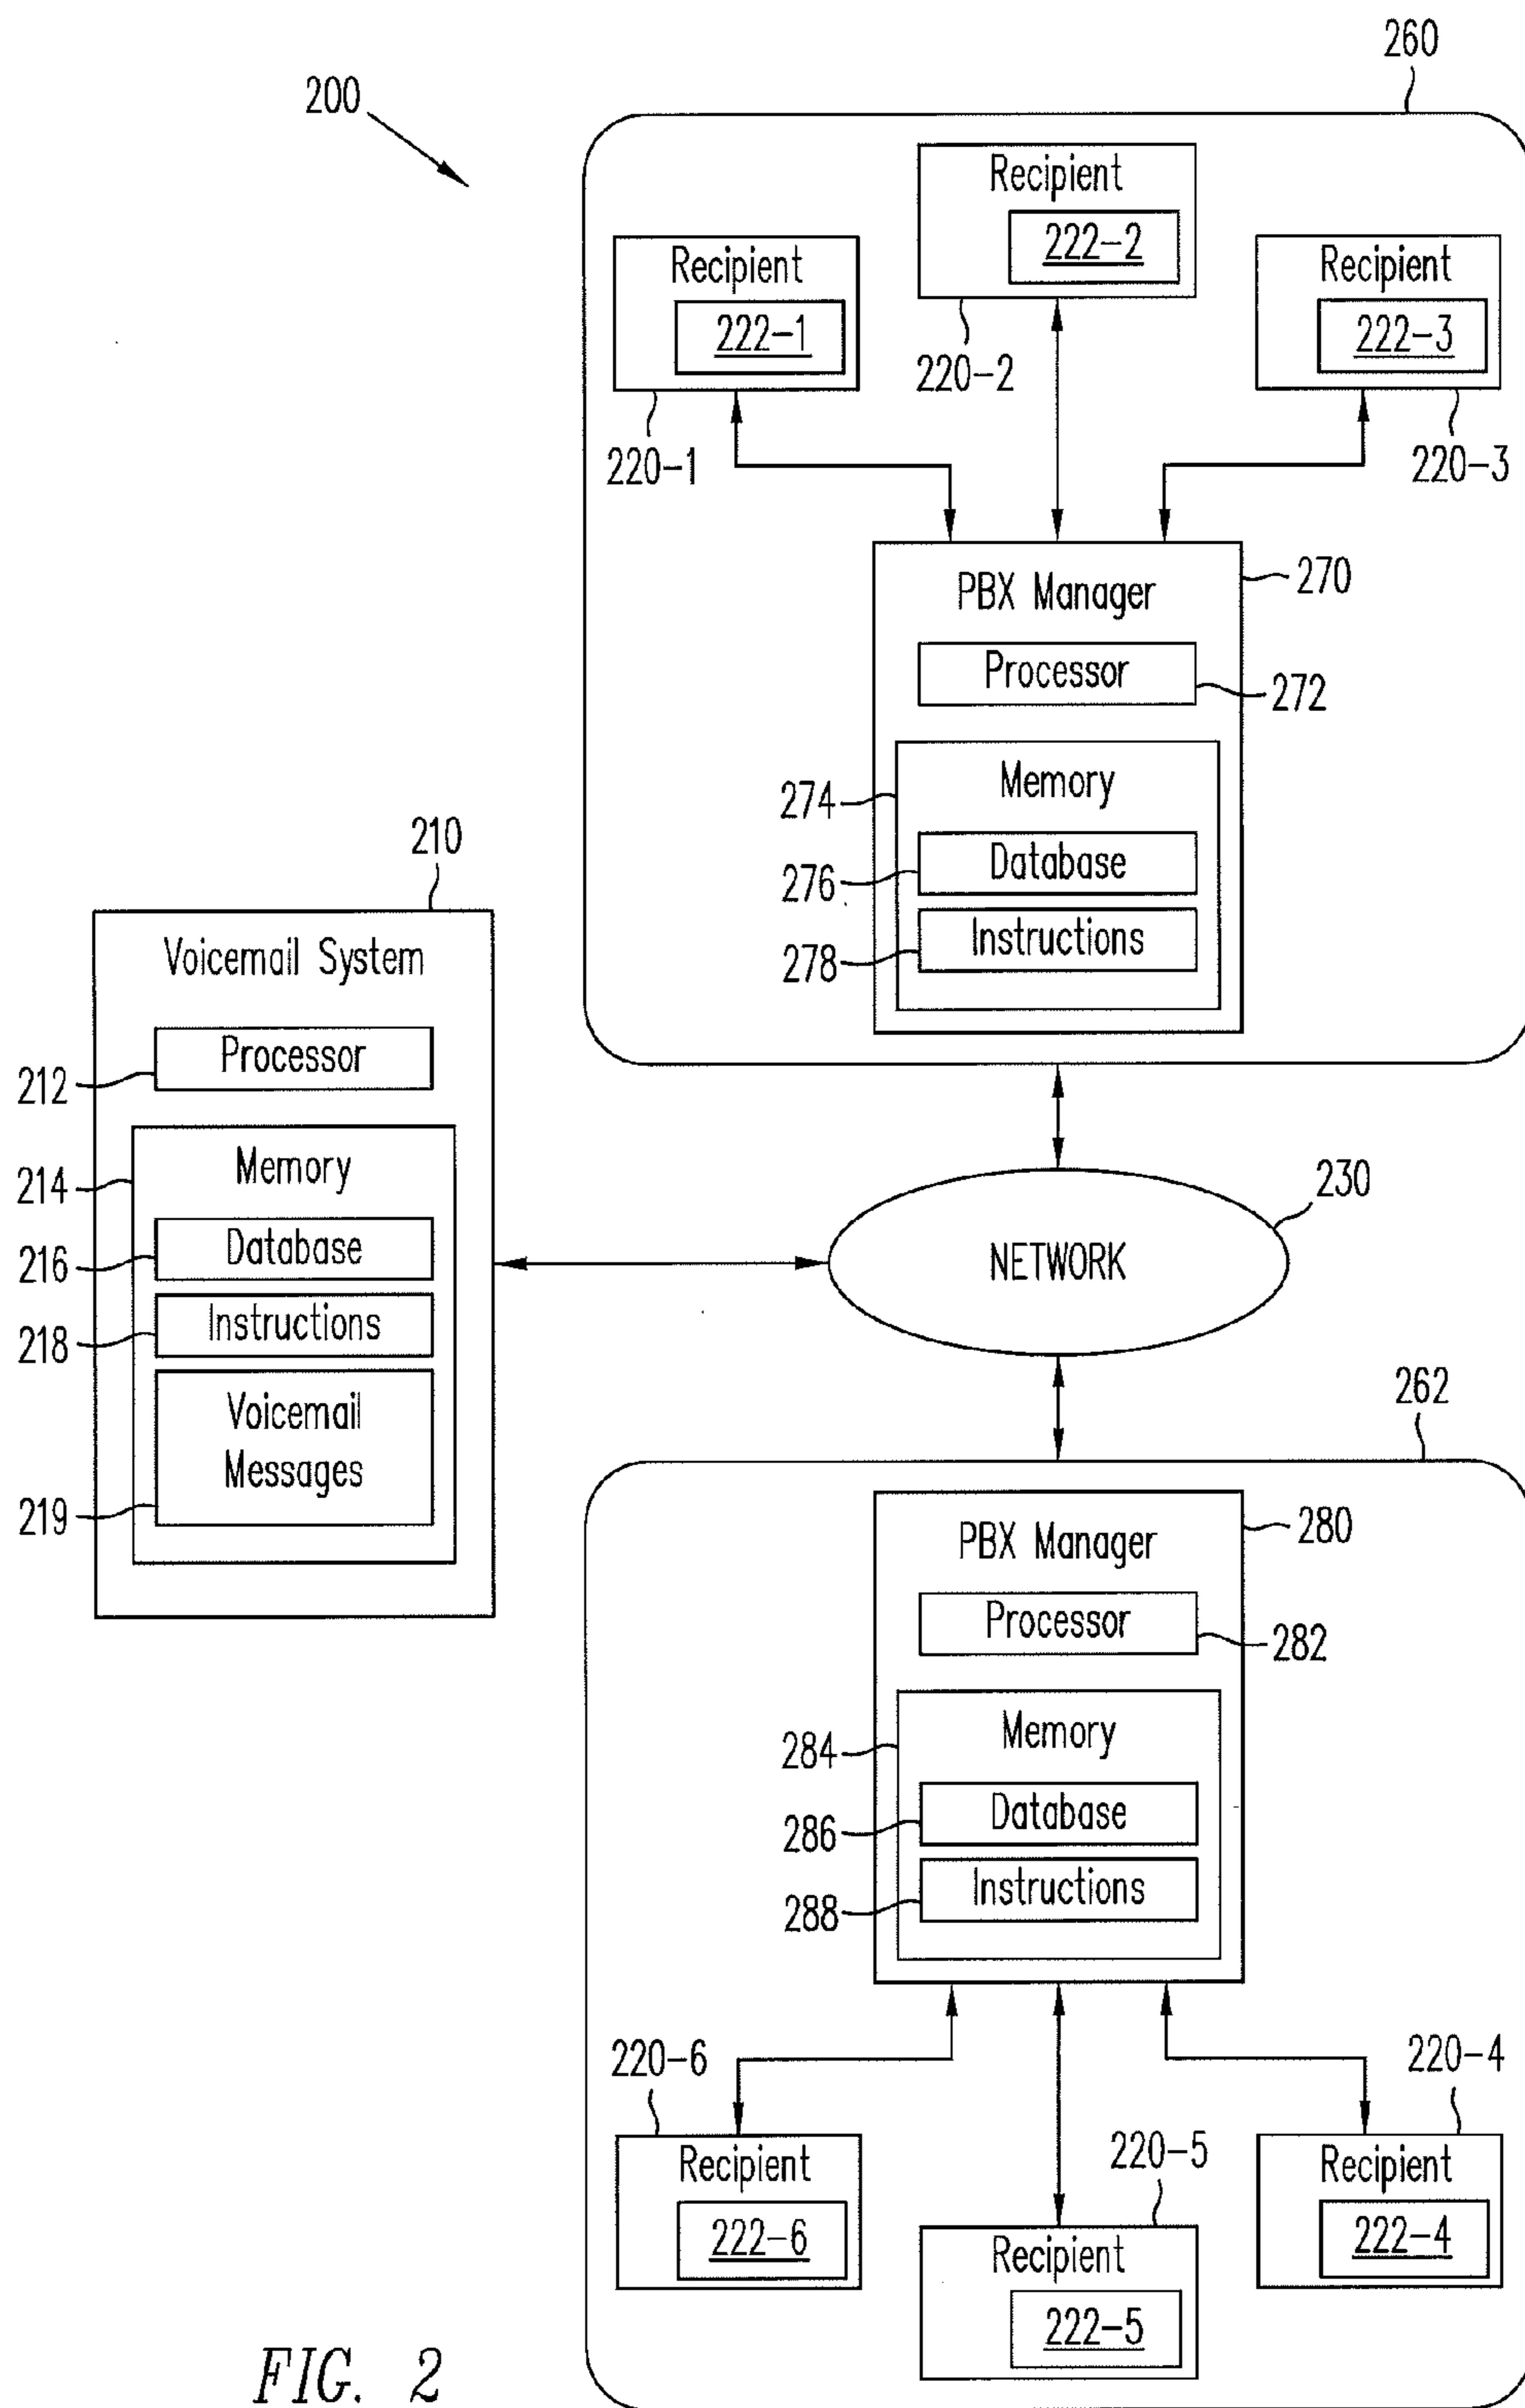 260
200
Recipient
222-2
Recipient
222-1
Recipient
222-3
220-2
220-1
220-3
PBX Manager
270
Processor
272
Memory
274
Database
276
Instructions
278
210
Voicemail System
Processor
212
Memory
214
Database
216
Instructions
218
Voicemail
Messages
219
230
NETWORK
262
PBX Manager
280
Processor
282
Memory
284
Database
286
Instructions
288
220-6
220-4
220-5
Recipient
222-6
Recipient
222-4
Recipient
222-5
FIG. 2